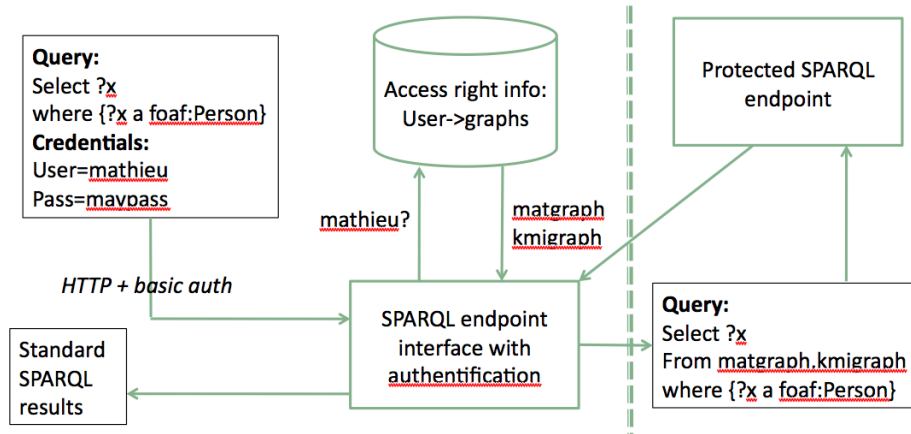 Query:
Select ?x
where {?x a foaf:Person}
Credentials:
User=mathieu
Pass=mavpass
HTTP + basic auth
Standard
SPARQL
results
Access right info:
User->graphs
mathieu?
matgraph
kmigraph
SPARQL endpoint
interface with
authentification
Protected SPARQL
endpoint
Query:
Select ?x
From matgraph,kmigraph
where {?x a foaf:Person}